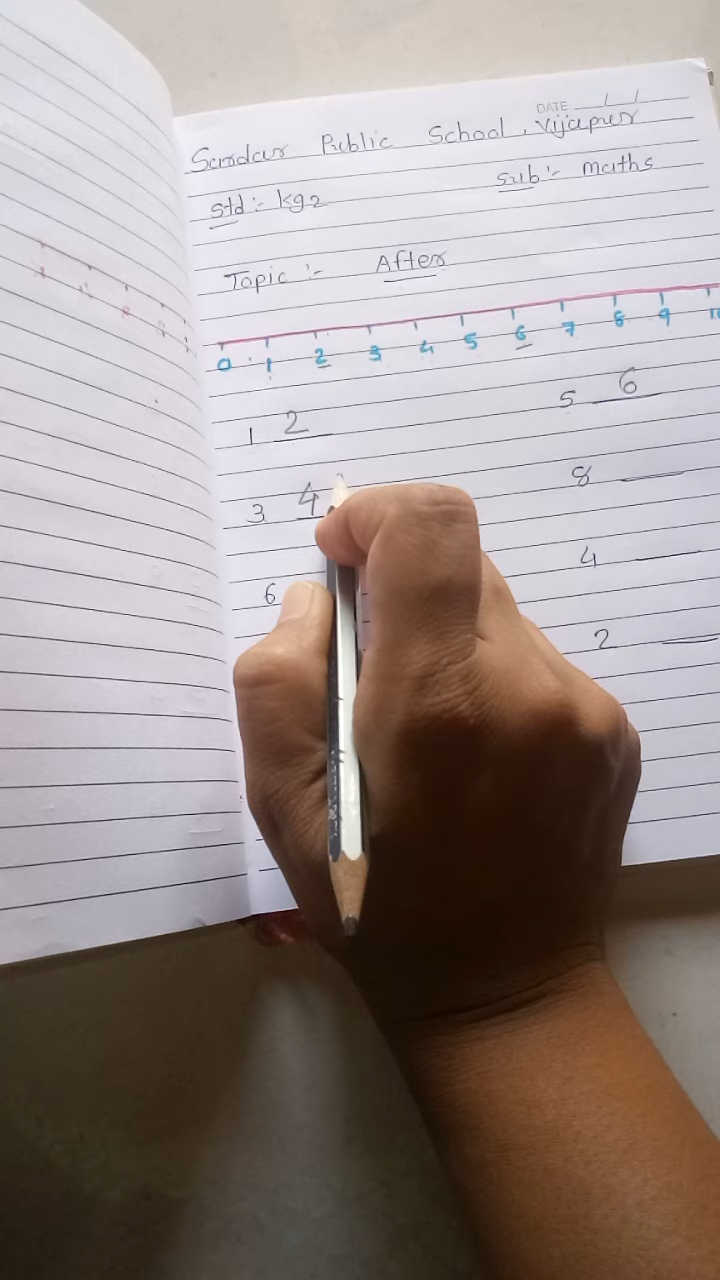 DATE / /
Sardar Public School, Vijapur
Std :- kg2 Sub :- maths
Topic :- After
0 1 2 3 4 5 6 7 8 9 10
1 2 5 6
3 4 8
6 4
2